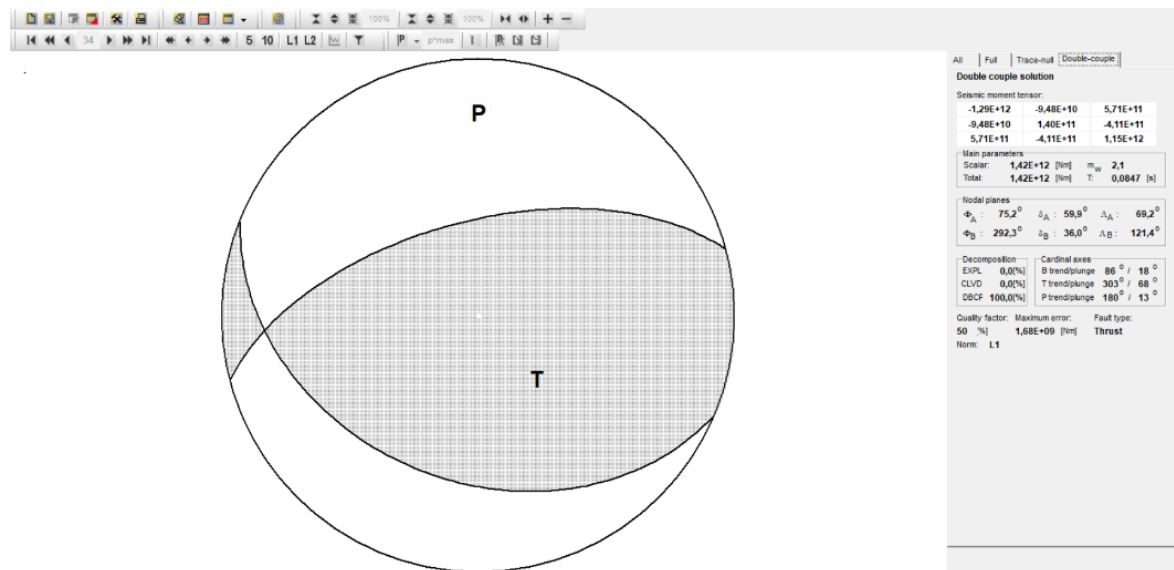 100% 100%
34 5 10 L1 L2 P p^max
All Full Trace-null Double-couple
Double couple solution
Seismic moment tensor:
-1,29E+12 -9,48E+10 5,71E+11
-9,48E+10 1,40E+11 -4,11E+11
5,71E+11 -4,11E+11 1,15E+12
Main parameters
Scalar: 1,42E+12 [Nm] mw 2,1
Total: 1,42E+12 [Nm] T: 0,0847 [s]
Nodal planes
ΦA : 75,2° δA : 59,9° ΛA : 69,2°
ΦB : 292,3° δB : 36,0° ΛB : 121,4°
Decomposition Cardinal axes
EXPL 0,0[%] B trend/plunge 86° / 18°
CLVD 0,0[%] T trend/plunge 303° / 68°
DBCF 100,0[%] P trend/plunge 180° / 13°
Quality factor: Maximum error: Fault type:
50 %] 1,68E+09 [Nm] Thrust
Norm: L1
P
T